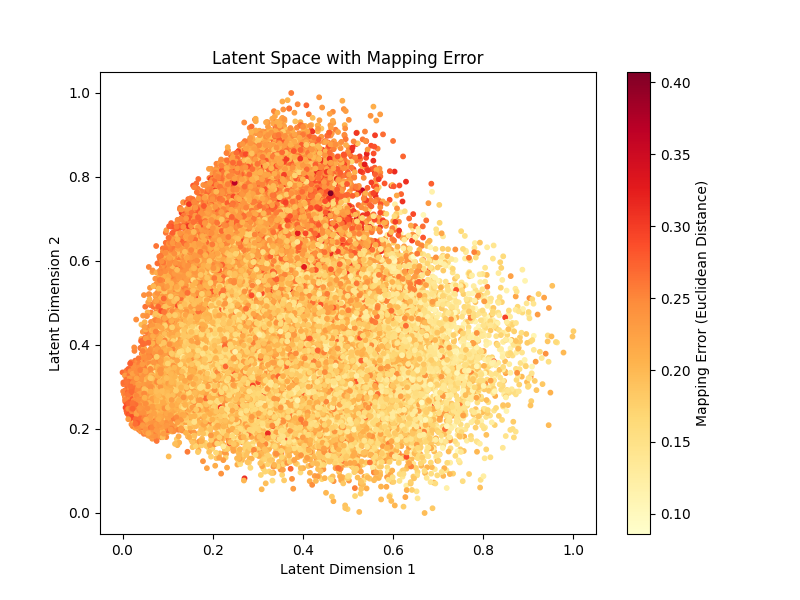 Latent Space with Mapping Error
1.0
0.8
0.6
0.4
0.2
0.0
Latent Dimension 2
0.0 0.2 0.4 0.6 0.8 1.0
Latent Dimension 1
0.40
0.35
0.30
0.25
0.20
0.15
0.10
Mapping Error (Euclidean Distance)